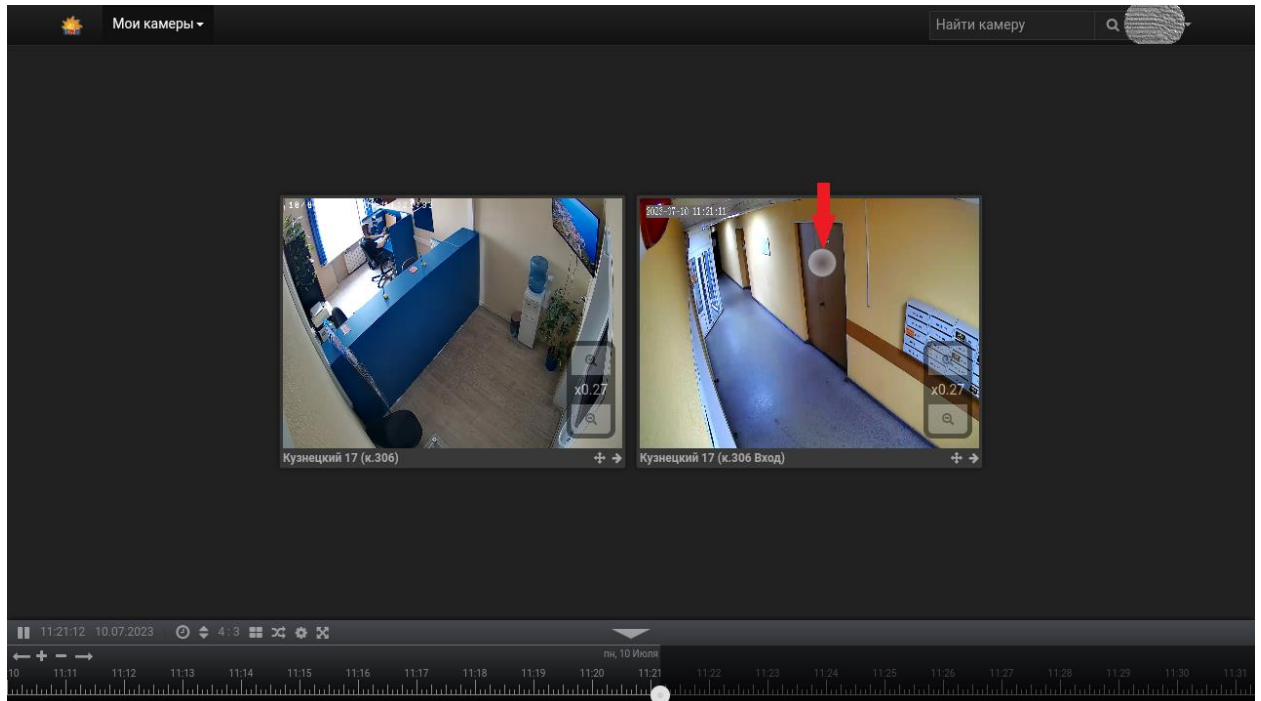 Мои камеры
Найти камеру
2023-07-10 11:21:11
x0.27
x0.27
Кузнецкий 17 (к.306)
Кузнецкий 17 (к.306 Вход)
11:21:12 10.07.2023 4:3
пн, 10 Июля
:10 11:11 11:12 11:13 11:14 11:15 11:16 11:17 11:18 11:19 11:20 11:21 11:22 11:23 11:24 11:25 11:26 11:27 11:28 11:29 11:30 11:31